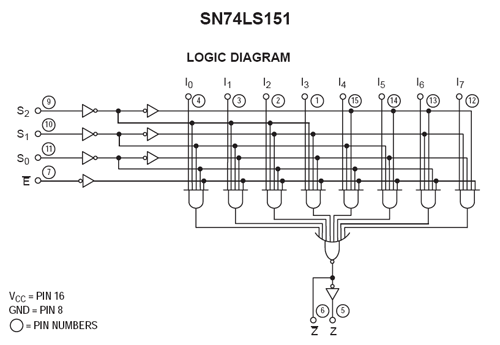 SN74LS151
LOGIC DIAGRAM
I0 I1 I2 I3 I4 I5 I6 I7
4 3 2 1 15 14 13 12
9
S2
10
S1
11
S0
7
E̅
6 5
Z̅ Z
VCC = PIN 16
GND = PIN 8
= PIN NUMBERS